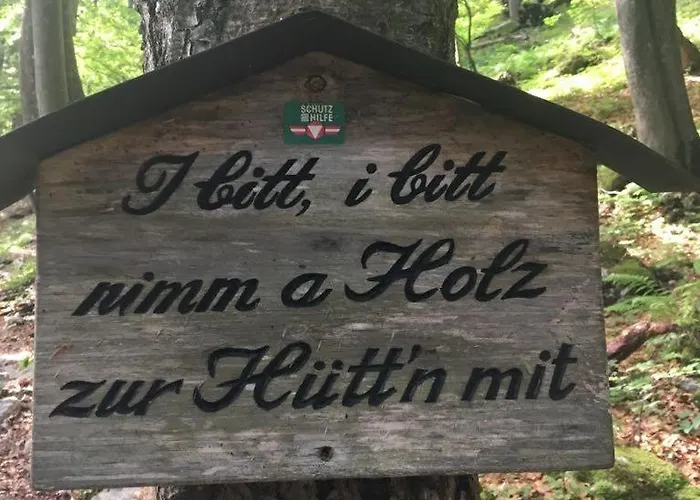 SCHUTZ
& HILFE
I bitt, i bitt
nimm a Holz
zur Hütt'n mit